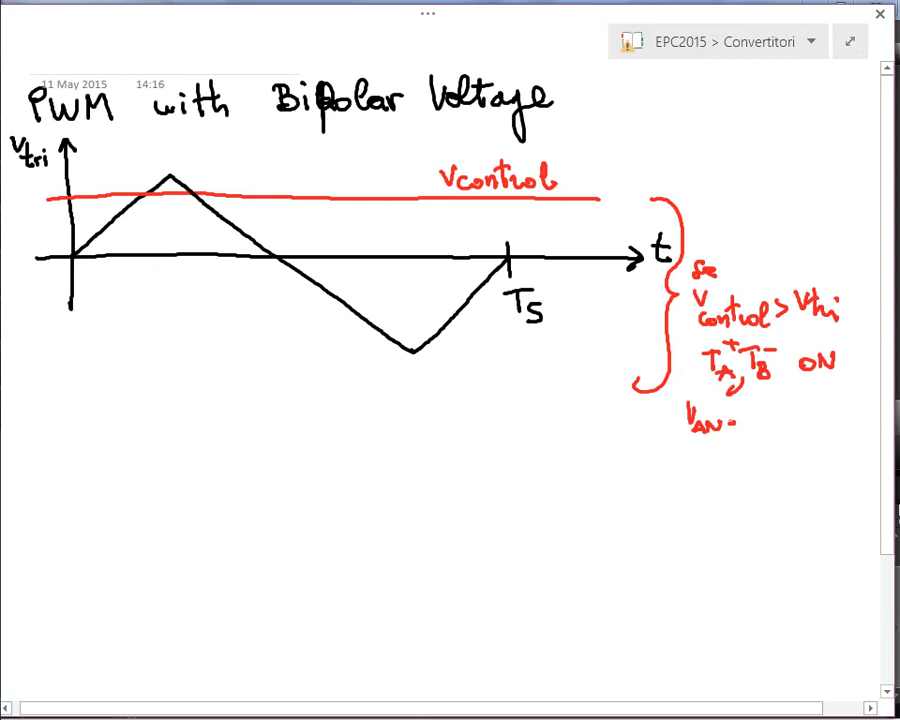 EPC2015 > Convertitori
11 May 2015 14:16
PWM with Bipolar Voltage
Vtri
Vcontrol
t
Ts
se
Vcontrol > Vtri
TA+, TB- ON
VAN